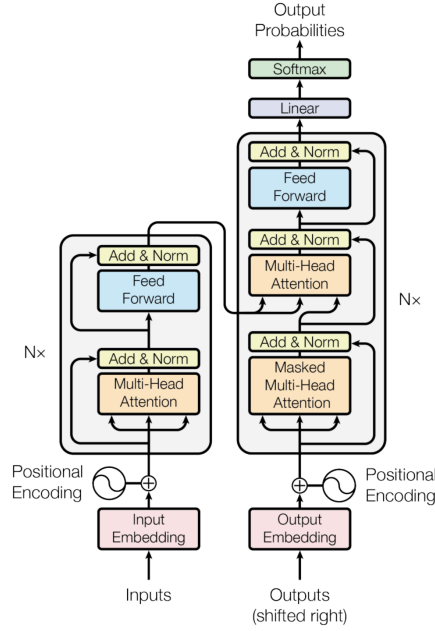 Output
Probabilities
Softmax
Linear
Add & Norm
Feed
Forward
Add & Norm
Multi-Head
Attention
Nx
Add & Norm
Masked
Multi-Head
Attention
Add & Norm
Feed
Forward
Nx
Add & Norm
Multi-Head
Attention
Positional
Encoding
Positional
Encoding
Input
Embedding
Output
Embedding
Inputs
Outputs
(shifted right)